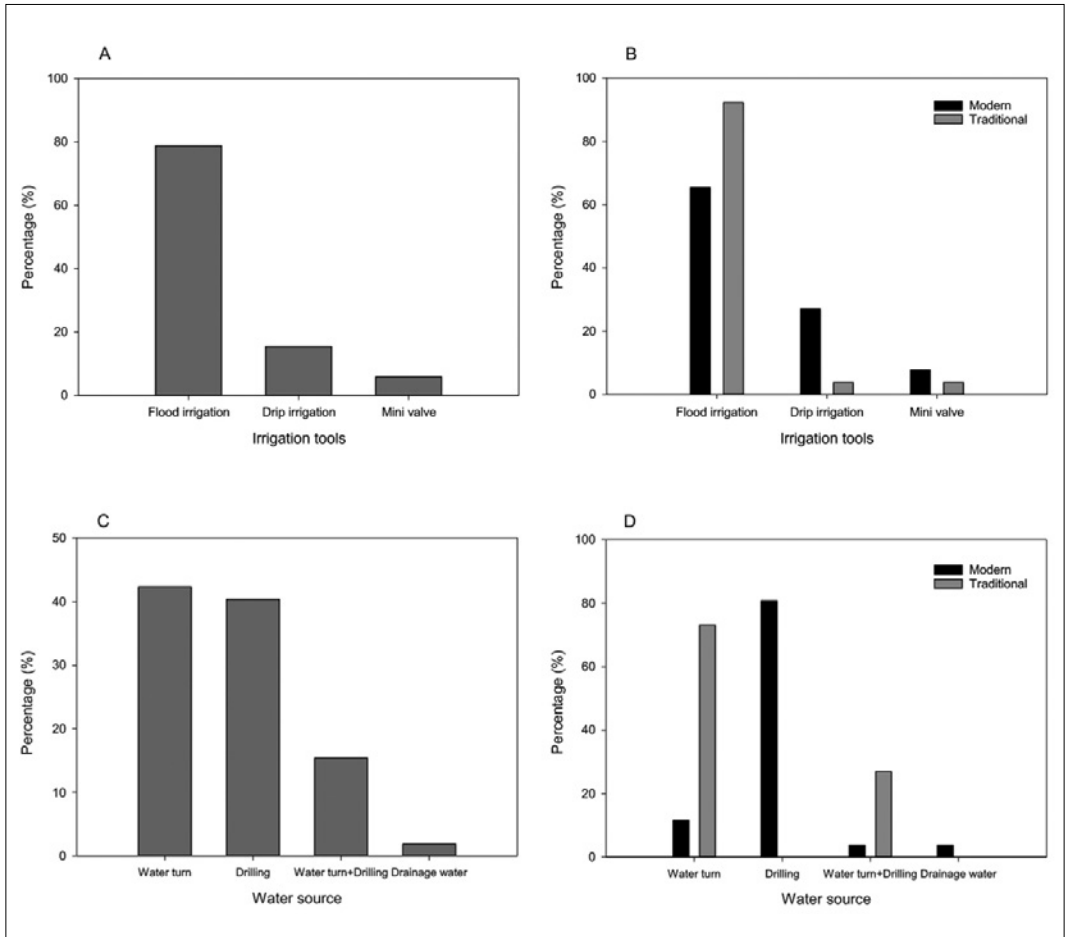 A
100
80
60
40
20
0
Percentage (%)
Flood irrigation Drip irrigation Mini valve
Irrigation tools
B
100
80
60
40
20
0
Percentage (%)
Modern
Traditional
Flood irrigation Drip irrigation Mini valve
Irrigation tools
C
50
40
30
20
10
0
Percentage (%)
Water turn Drilling Water turn+Drilling Drainage water
Water source
D
100
80
60
40
20
0
Percentage (%)
Modern
Traditional
Water turn Drilling Water turn+Drilling Drainage water
Water source